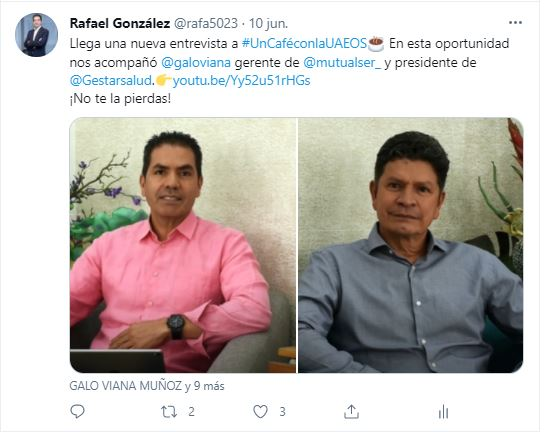 Rafael González @rafa5023 · 10 jun.
Llega una nueva entrevista a #UnCaféconlaUAEOS☕ En esta oportunidad
nos acompañó @galoviana gerente de @mutualser_ y presidente de
@Gestarsalud.👉youtu.be/Yy52u51rHGs
¡No te la pierdas!
GALO VIANA MUÑOZ y 9 más
2
3